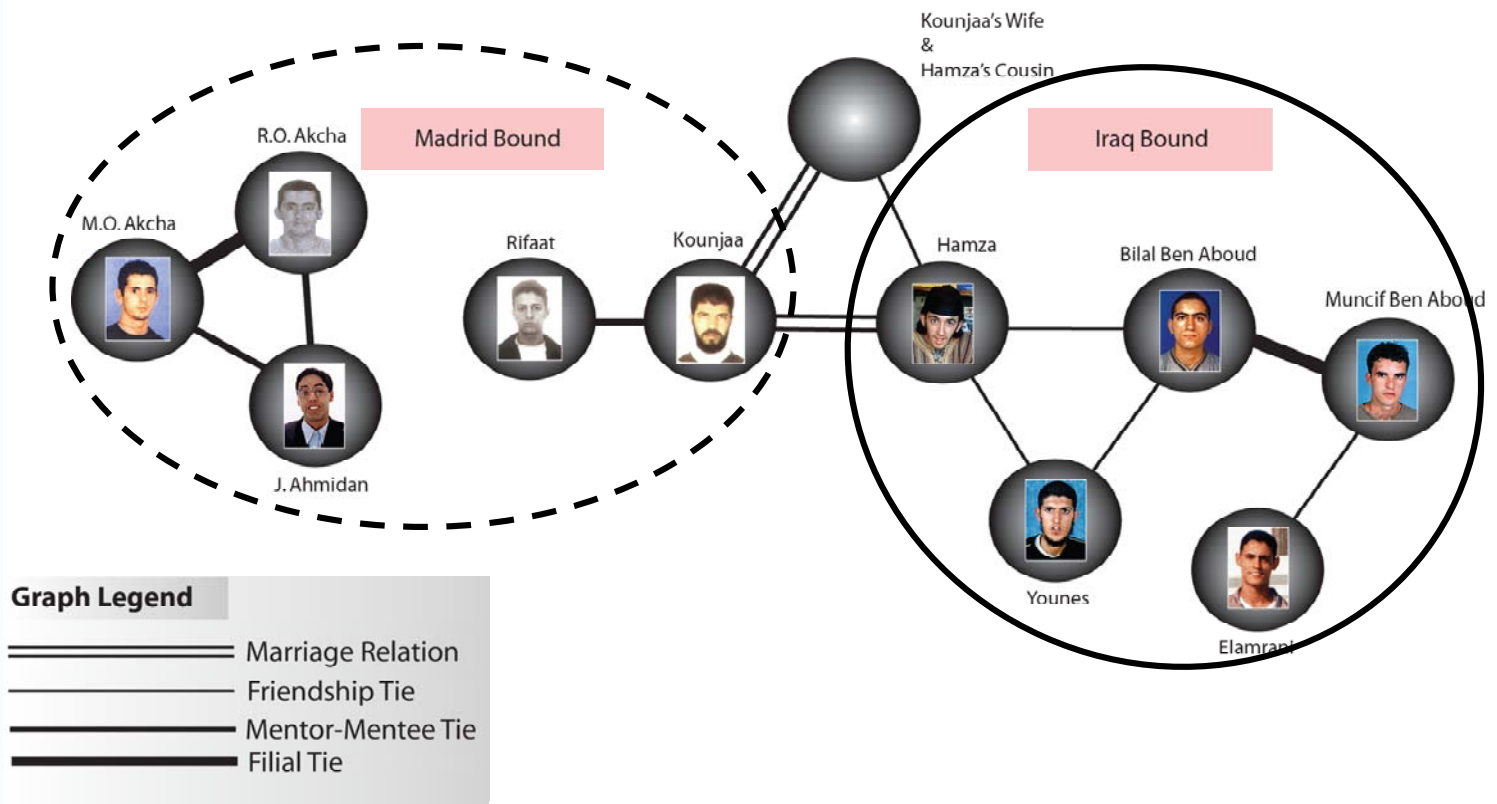 Kounjaa's Wife
&
Hamza's Cousin
Madrid Bound
Iraq Bound
R.O. Akcha
M.O. Akcha
Rifaat
Kounjaa
Hamza
Bilal Ben Aboud
Muncif Ben Aboud
J. Ahmidan
Younes
Elamrani
Graph Legend
Marriage Relation
Friendship Tie
Mentor-Mentee Tie
Filial Tie